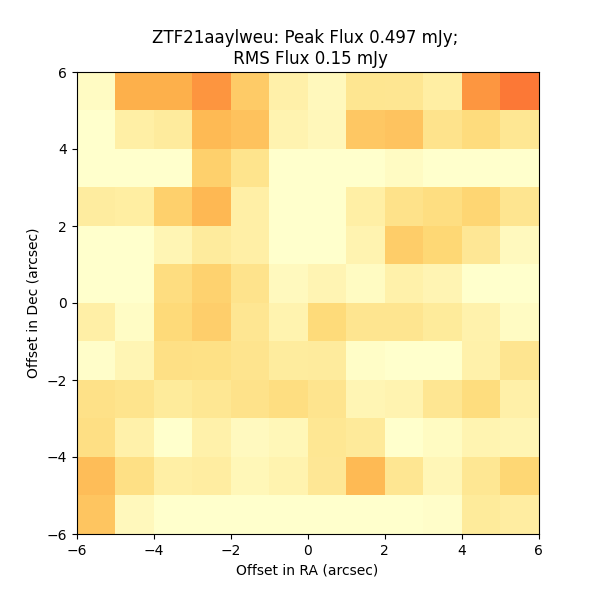 ZTF21aaylweu: Peak Flux 0.497 mJy;
RMS Flux 0.15 mJy
6
4
2
0
−2
−4
−6
Offset in Dec (arcsec)
−6 −4 −2 0 2 4 6
Offset in RA (arcsec)